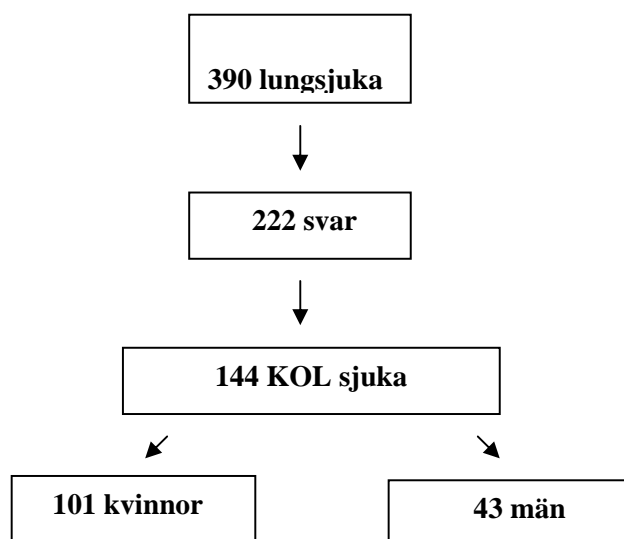 390 lungsjuka
222 svar
144 KOL sjuka
101 kvinnor
43 män